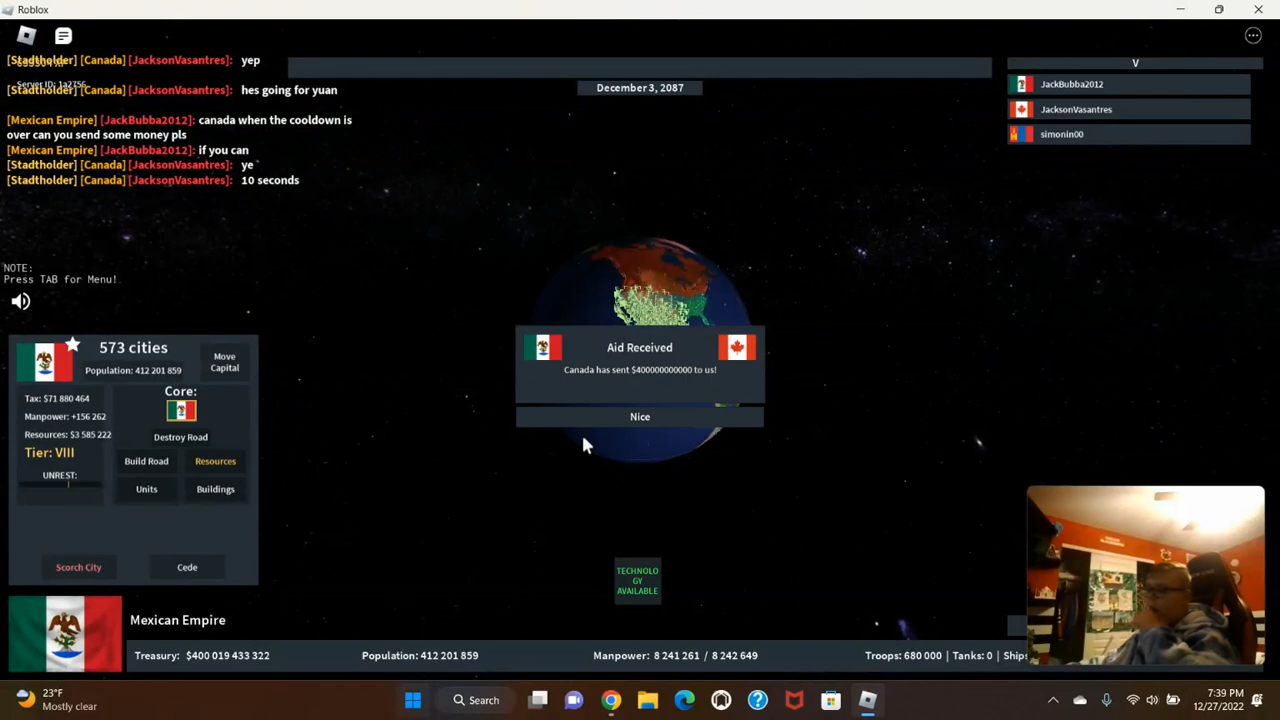 Roblox
[Stadtholder] [Canada] [JacksonVasantres]: yep
Server ID: 1a2756
[Stadtholder] [Canada] [JacksonVasantres]: hes going for yuan
[Mexican Empire] [JackBubba2012]: canada when the cooldown is
over can you send some money pls
[Mexican Empire] [JackBubba2012]: if you can
[Stadtholder] [Canada] [JacksonVasantres]: ye
[Stadtholder] [Canada] [JacksonVasantres]: 10 seconds
December 3, 2087
V
JackBubba2012
JacksonVasantres
simonin00
NOTE:
Press TAB for Menu!
573 cities
Population: 412 201 859
Move
Capital
Tax: $71 880 464
Manpower: +156 262
Resources: $3 585 222
Tier: VIII
UNREST:
Core:
Destroy Road
Build Road
Resources
Units
Buildings
Scorch City
Cede
Aid Received
Canada has sent $400000000000 to us!
Nice
TECHNOLO
GY
AVAILABLE
Mexican Empire
Treasury: $400 019 433 322
Population: 412 201 859
Manpower: 8 241 261 / 8 242 649
Troops: 680 000 | Tanks: 0 | Ships
23°F
Mostly clear
Search
7:39 PM
12/27/2022